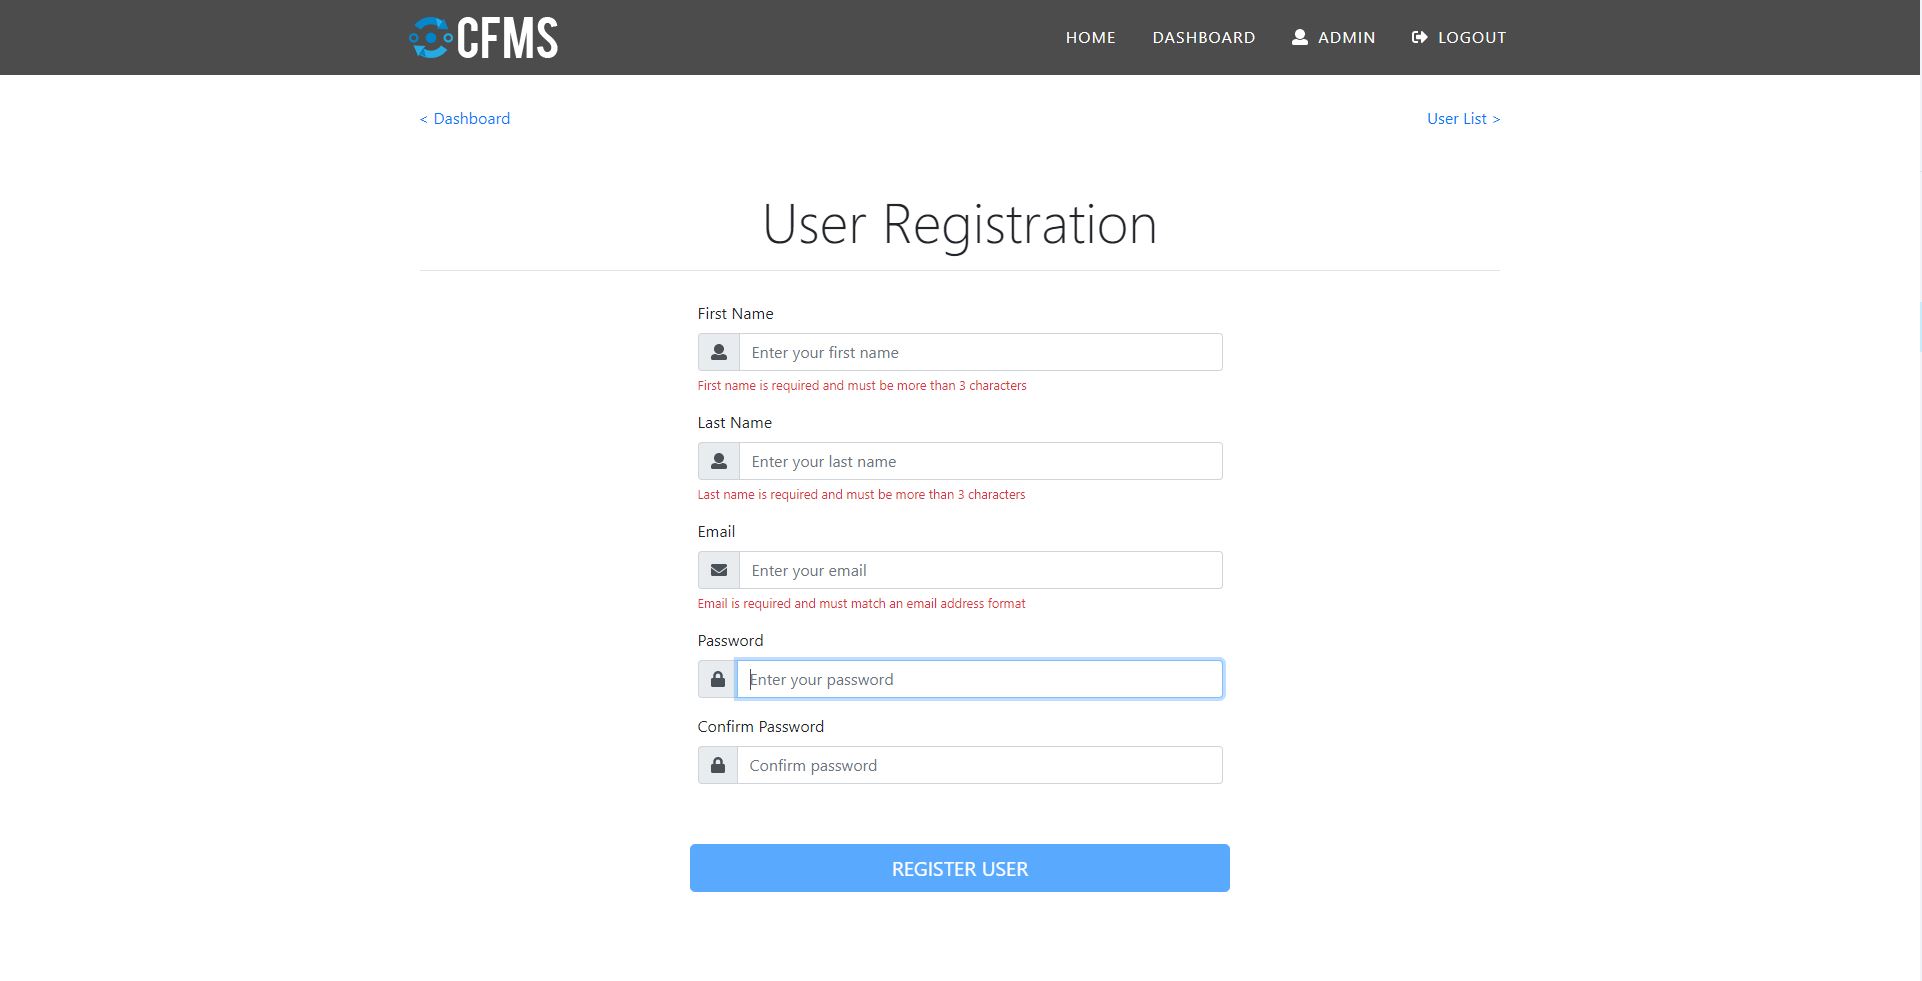 CFMS
HOME DASHBOARD ADMIN LOGOUT
< Dashboard User List >
User Registration
First Name
Enter your first name
First name is required and must be more than 3 characters
Last Name
Enter your last name
Last name is required and must be more than 3 characters
Email
Enter your email
Email is required and must match an email address format
Password
Enter your password
Confirm Password
Confirm password
REGISTER USER